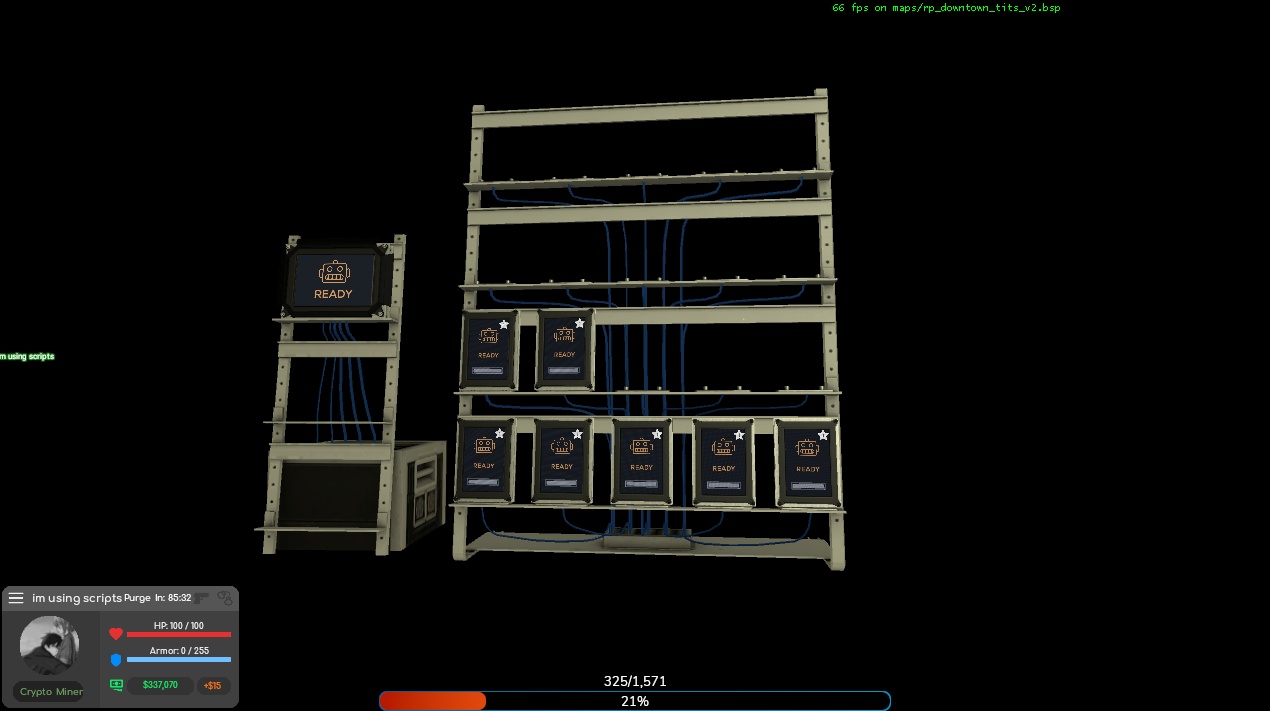 66 fps on maps/rp_downtown_tits_v2.bsp
READY
READY
READY
m using scripts
READY
READY
READY
READY
READY
im using scripts Purge In: 85:32
HP: 100 / 100
Armor: 0 / 255
$337,070 +$15
Crypto Miner
325/1,571
21%